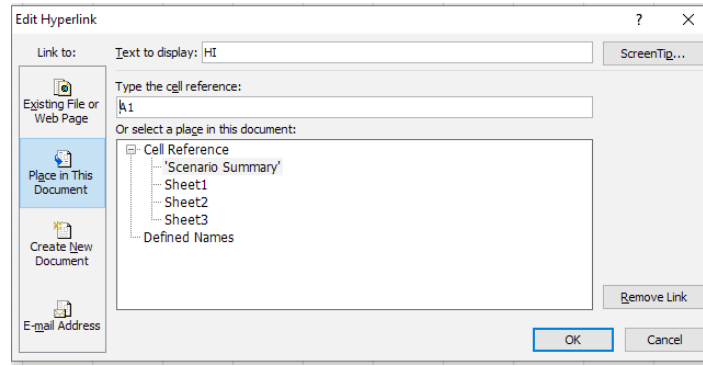 Edit Hyperlink
? X
Link to:
Text to display: HI
ScreenTip...
Existing File or
Web Page
Place in This
Document
Create New
Document
E-mail Address
Type the cell reference:
A1
Or select a place in this document:
Cell Reference
'Scenario Summary'
Sheet1
Sheet2
Sheet3
Defined Names
Remove Link
OK
Cancel